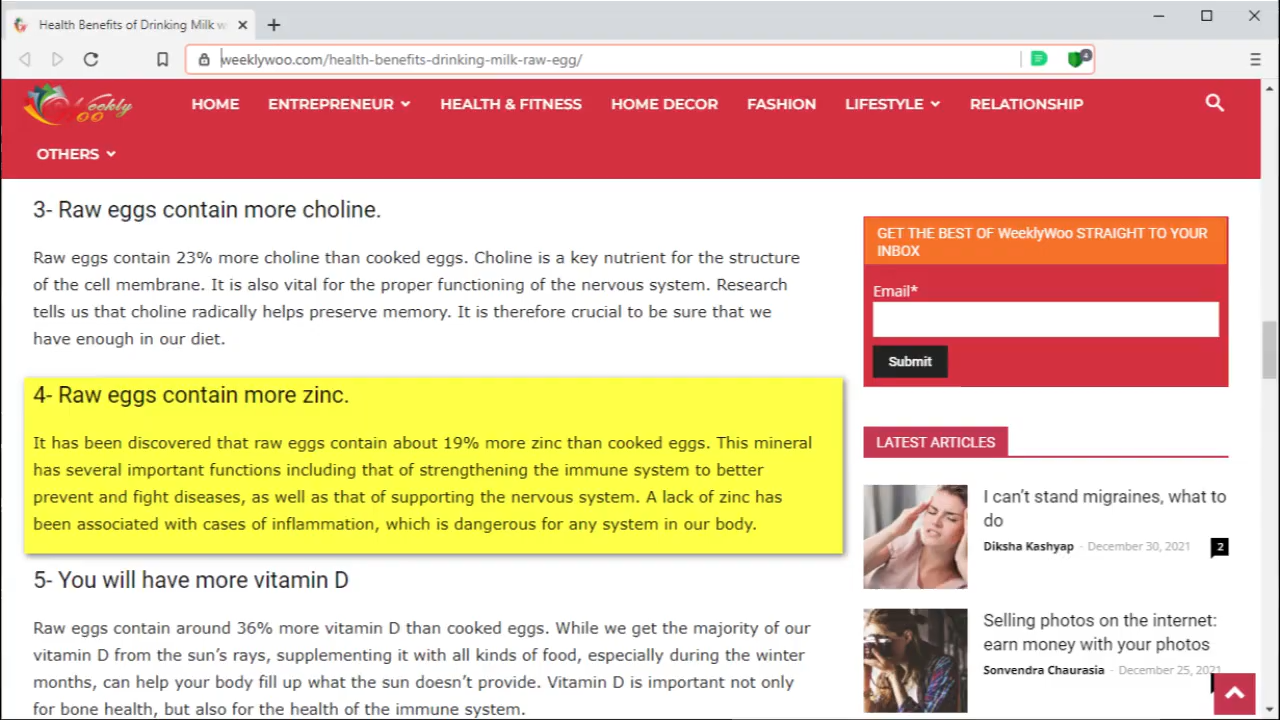 Health Benefits of Drinking Milk w
weeklywoo.com/health-benefits-drinking-milk-raw-egg/
4
Weekly
Woo
HOME ENTREPRENEUR HEALTH & FITNESS HOME DECOR FASHION LIFESTYLE RELATIONSHIP
OTHERS
3- Raw eggs contain more choline.
Raw eggs contain 23% more choline than cooked eggs. Choline is a key nutrient for the structure
of the cell membrane. It is also vital for the proper functioning of the nervous system. Research
tells us that choline radically helps preserve memory. It is therefore crucial to be sure that we
have enough in our diet.
4- Raw eggs contain more zinc.
It has been discovered that raw eggs contain about 19% more zinc than cooked eggs. This mineral
has several important functions including that of strengthening the immune system to better
prevent and fight diseases, as well as that of supporting the nervous system. A lack of zinc has
been associated with cases of inflammation, which is dangerous for any system in our body.
5- You will have more vitamin D
Raw eggs contain around 36% more vitamin D than cooked eggs. While we get the majority of our
vitamin D from the sun's rays, supplementing it with all kinds of food, especially during the winter
months, can help your body fill up what the sun doesn't provide. Vitamin D is important not only
for bone health, but also for the health of the immune system.
GET THE BEST OF WeeklyWoo STRAIGHT TO YOUR
INBOX
Email*
Submit
LATEST ARTICLES
I can't stand migraines, what to
do
Diksha Kashyap - December 30, 2021 2
Selling photos on the internet:
earn money with your photos
Sonvendra Chaurasia - December 25, 2021